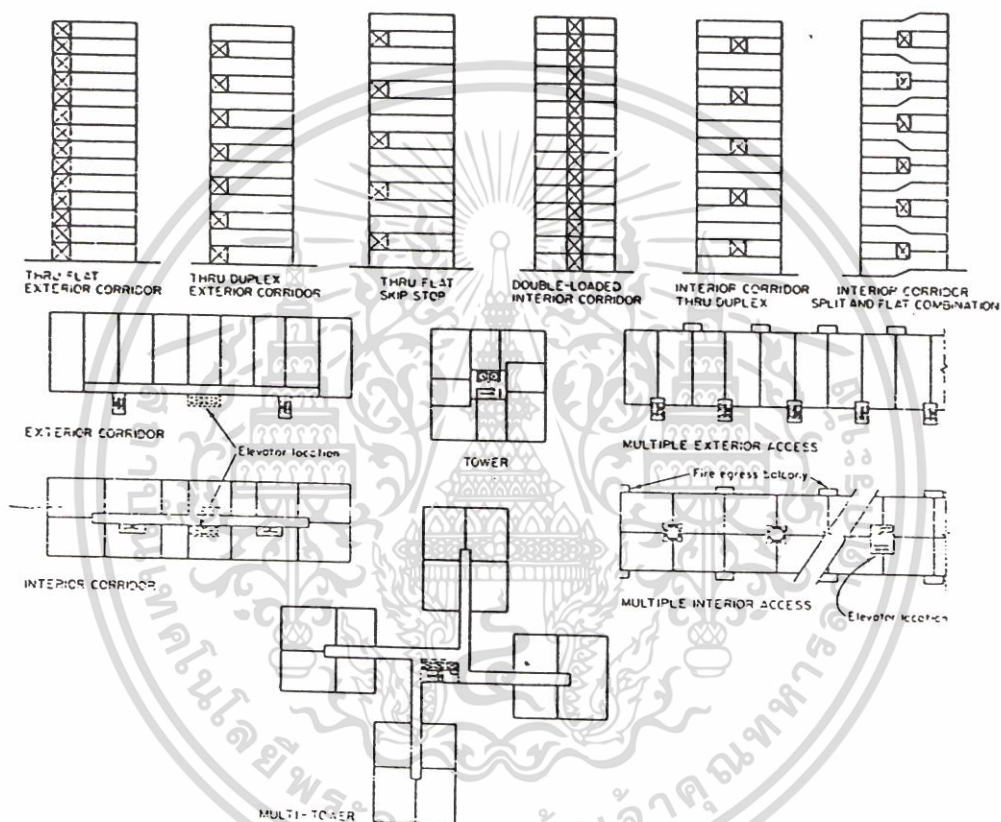 THRU FLAT
EXTERIOR CORRIDOR
THRU DUPLEX
EXTERIOR CORRIDOR
THRU FLAT
SKIP STOP
DOUBLE-LOADED
INTERIOR CORRIDOR
INTERIOR CORRIDOR
THRU DUPLEX
INTERIOR CORRIDER
SPLIT AND FLAT COMBINATION
EXTERIOR CORRIDOR
Elevator location
TOWER
MULTIPLE EXTERIOR ACCESS
Fire egress balcony
INTERIOR CORRIDOR
MULTIPLE INTERIOR ACCESS
Elevator location
MULTI-TOWER